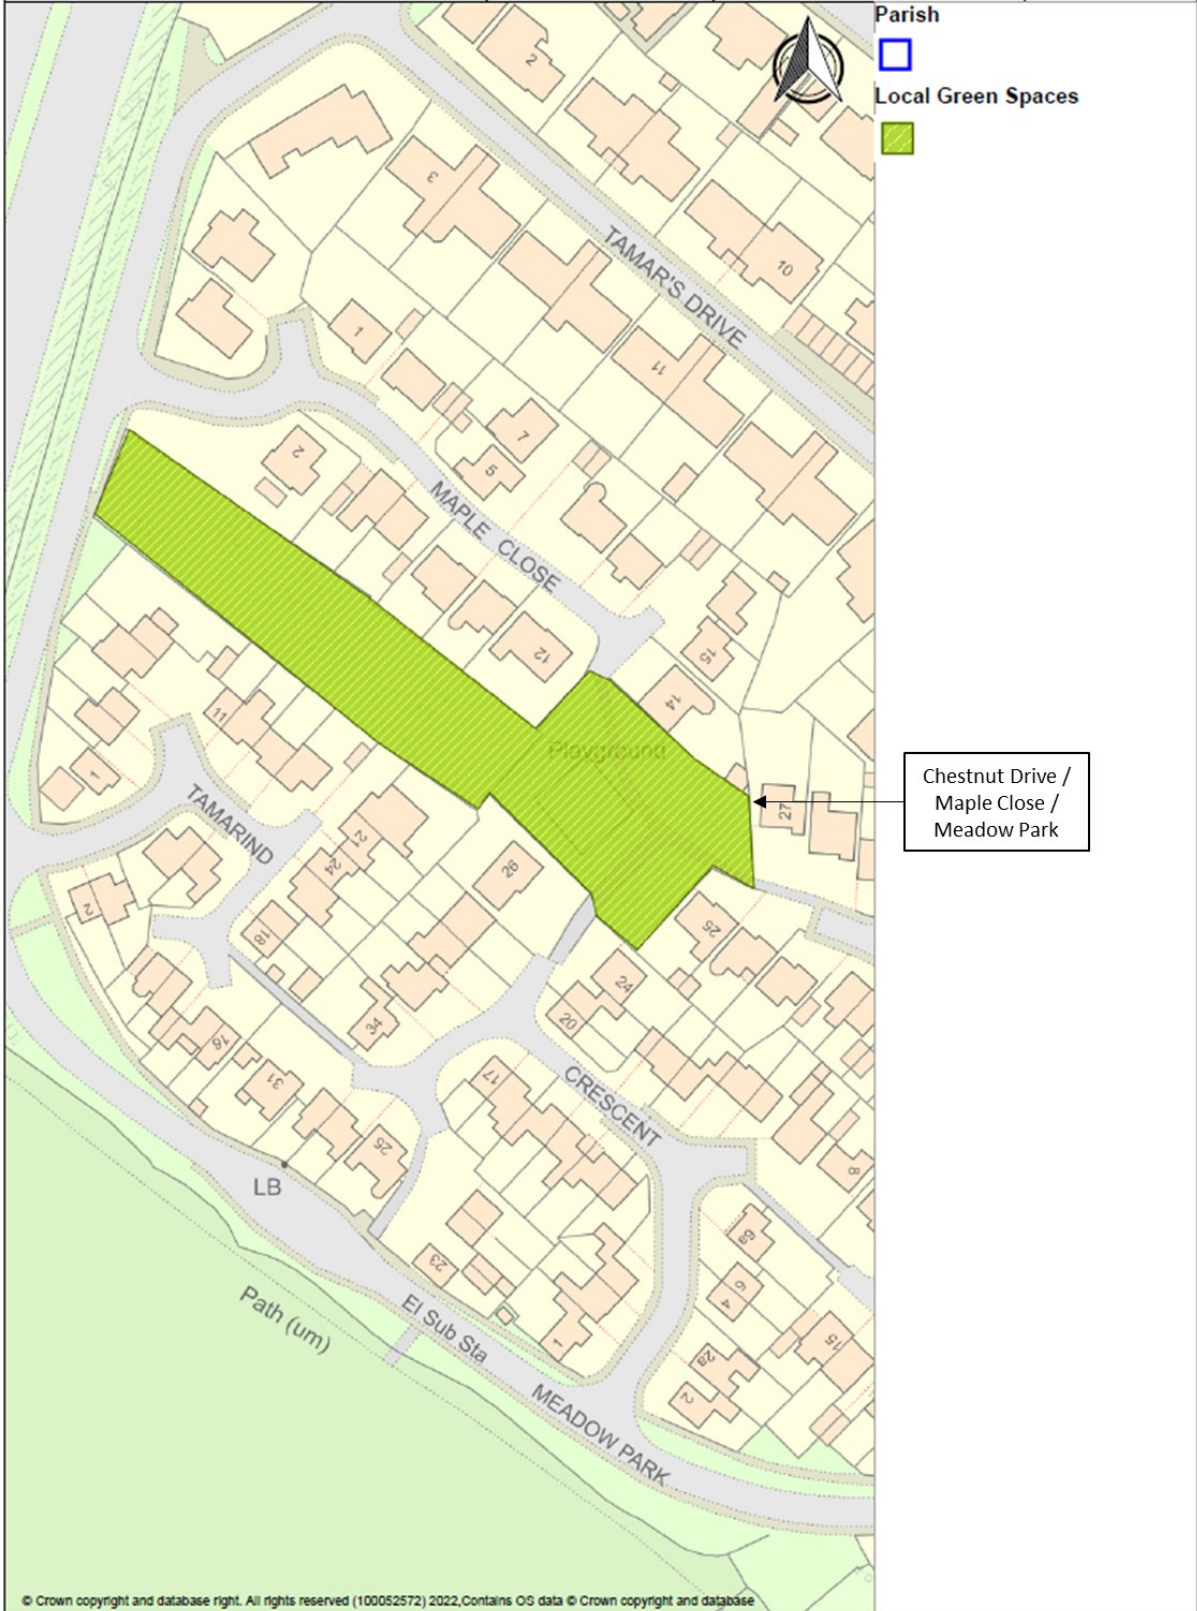 Parish
Local Green Spaces
2
3
10
TAMAR'S DRIVE
1
11
7
5
2
MAPLE CLOSE
12
15
14
Playground
Chestnut Drive /
Maple Close /
Meadow Park
27
11
1
TAMARIND
21
24
26
2
18
25
24
20
34
16
31
17
CRESCENT
25
8
LB
6a
23
6
4
Path (um)
El Sub Sta
1
15
2a
2
MEADOW PARK
© Crown copyright and database right. All rights reserved (100052572) 2022,Contains OS data © Crown copyright and database